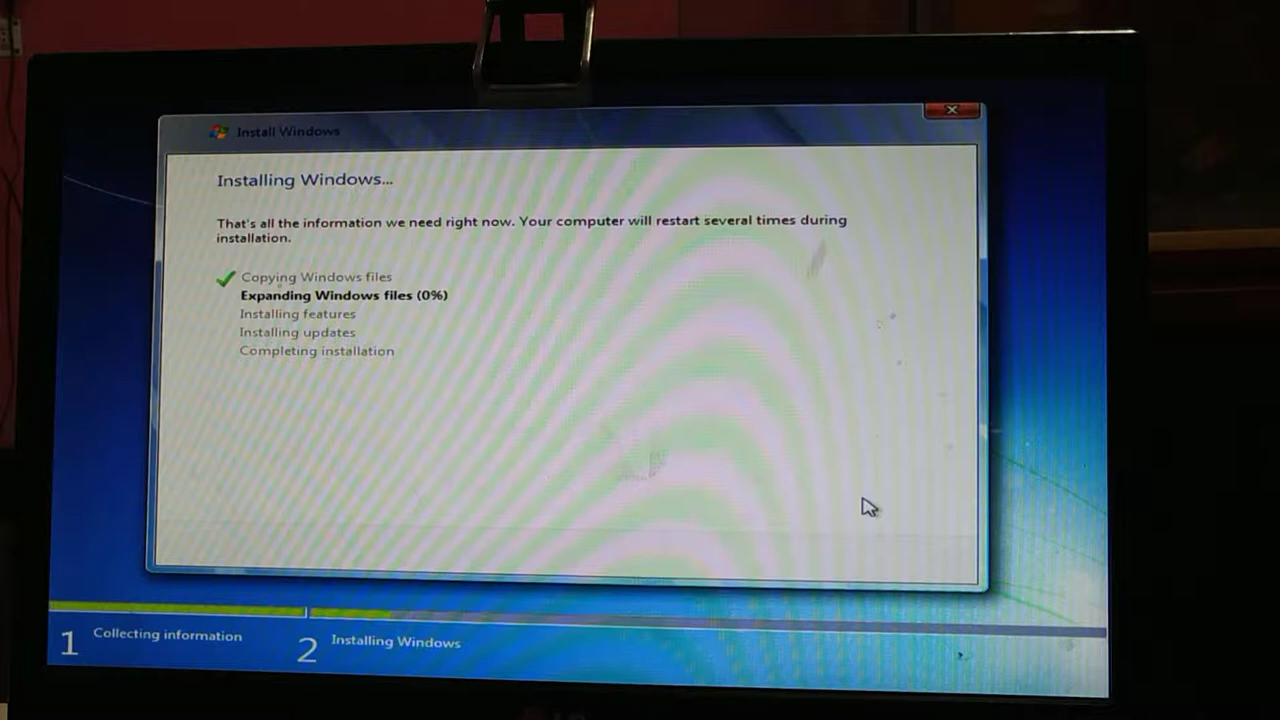 Install Windows
Installing Windows...
That's all the information we need right now. Your computer will restart several times during
installation.
Copying Windows files
Expanding Windows files (0%)
Installing features
Installing updates
Completing installation
1 Collecting information
2 Installing Windows